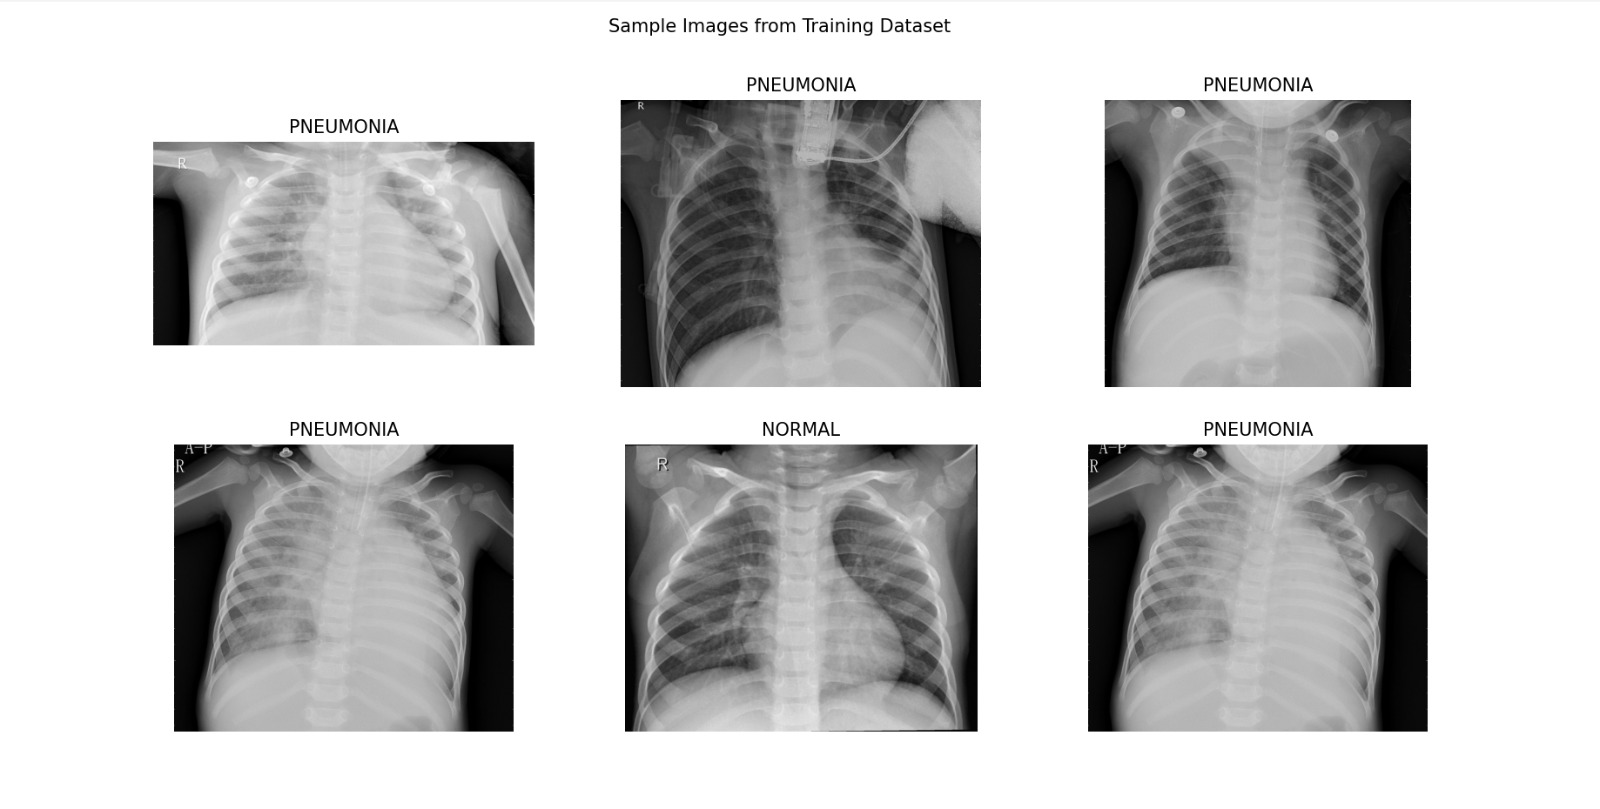 Sample Images from Training Dataset
PNEUMONIA
PNEUMONIA
PNEUMONIA
R
R
PNEUMONIA
NORMAL
PNEUMONIA
A-P
R
R
A-P
R